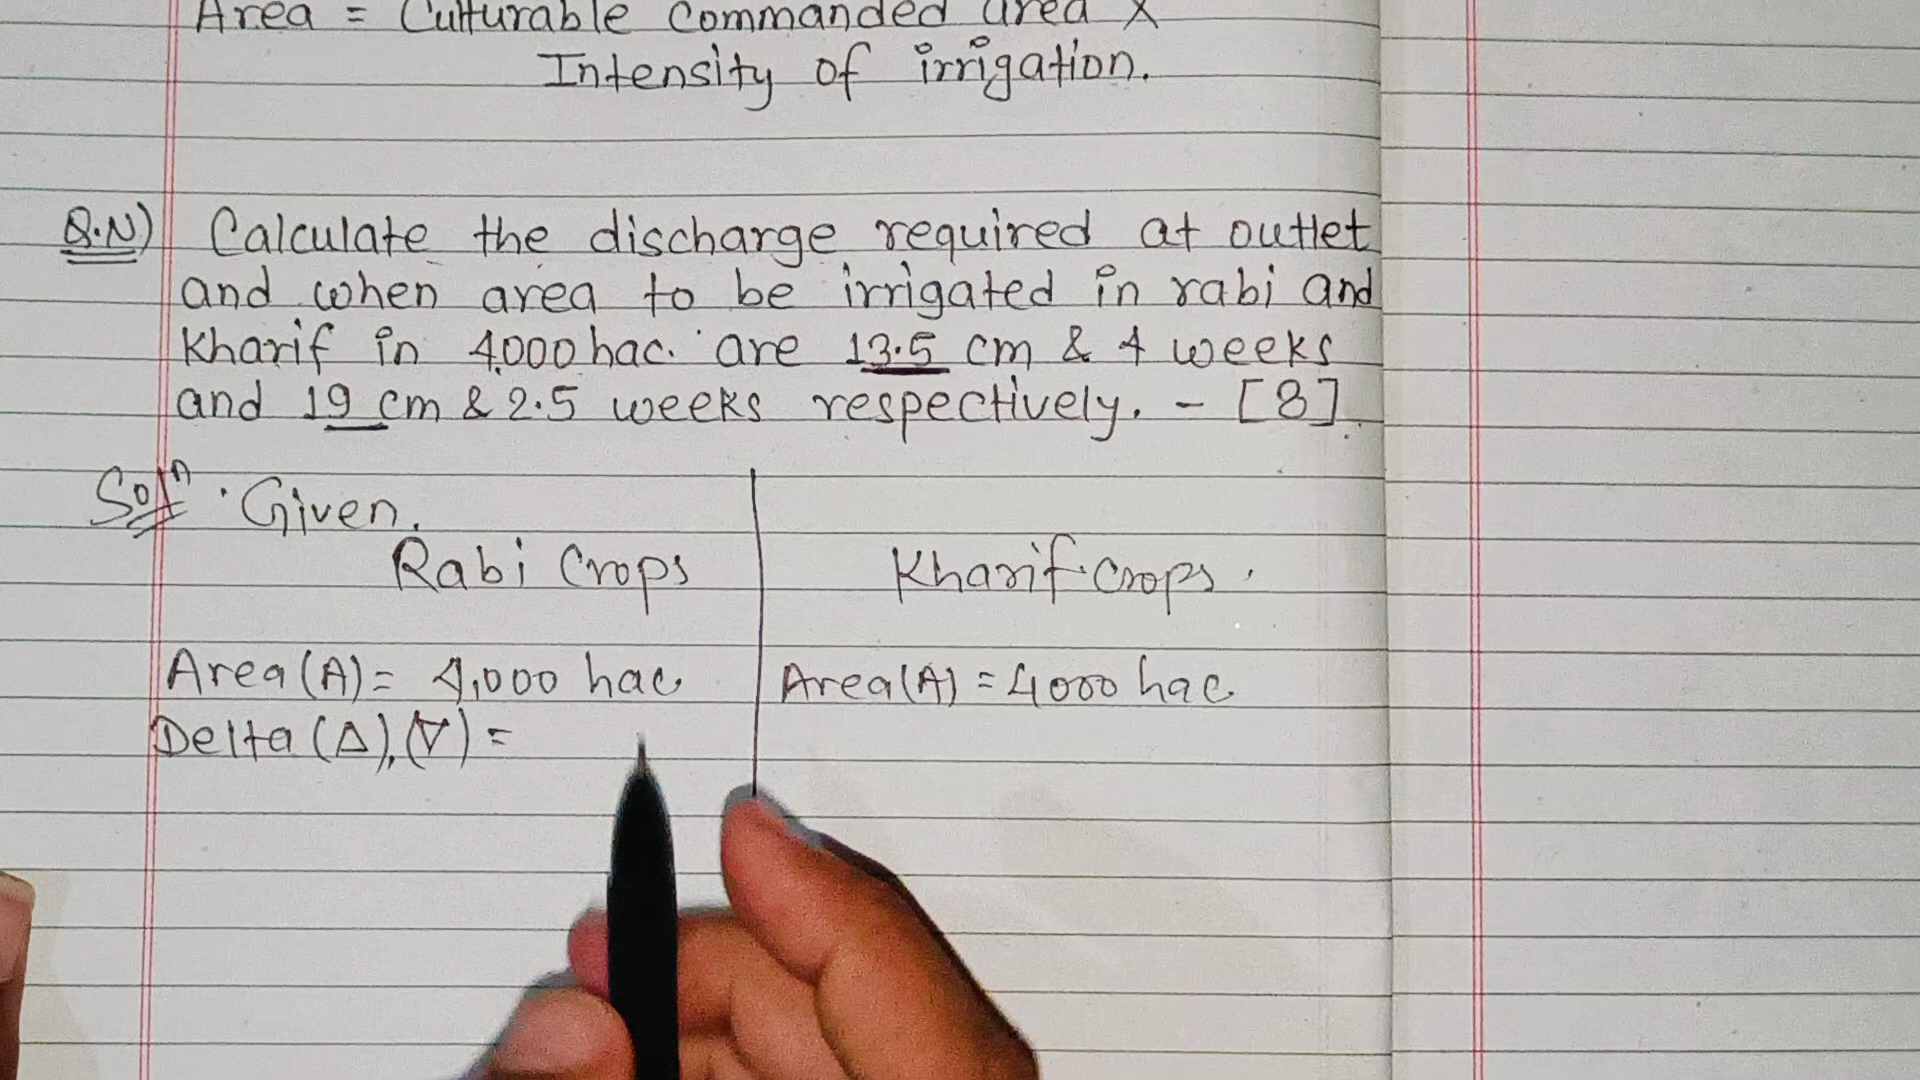 Area = Culturable commanded area X
Intensity of irrigation.
Q.N) Calculate the discharge required at outlet
and when area to be irrigated in rabi and
Kharif in 4000 hac. are 13.5 cm & 4 weeks
and 19 cm & 2.5 weeks respectively. - [8]
Solⁿ. Given,
Rabi Crops
Kharif Crops.
Area (A) = 4,000 hac
Area (A) = 4000 hac
Delta (Δ), (∇) =